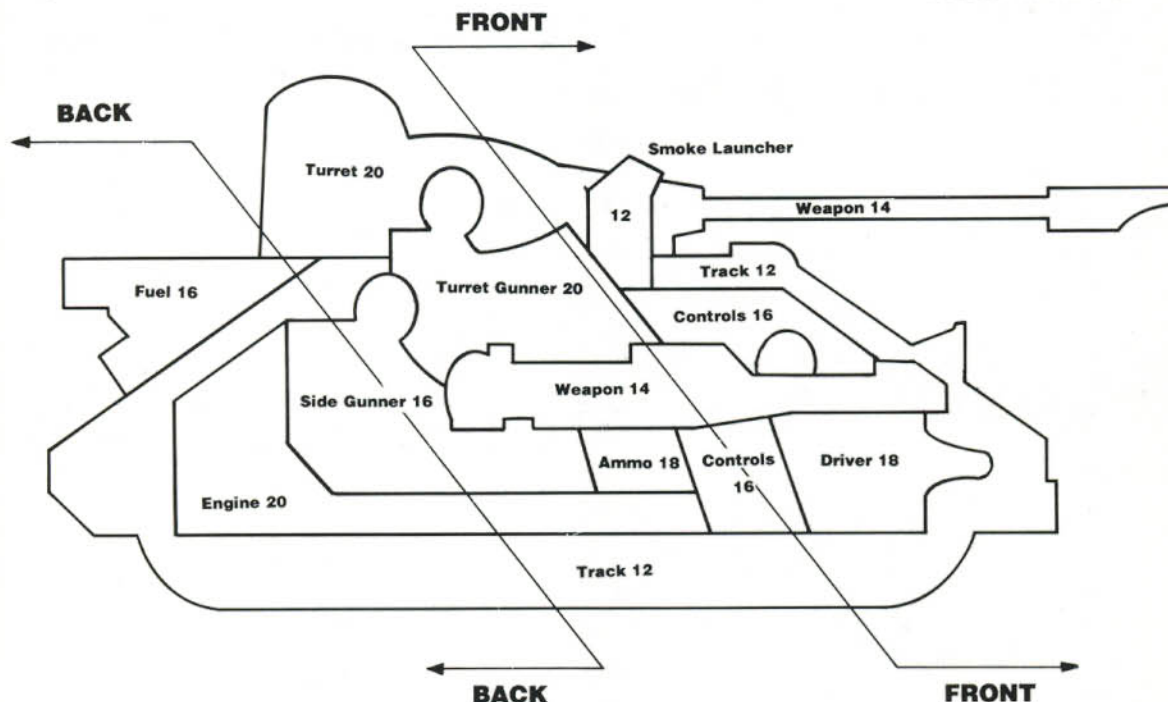 FRONT
BACK
Smoke Launcher
Turret 20
12
Weapon 14
Track 12
Fuel 16
Turret Gunner 20
Controls 16
Weapon 14
Side Gunner 16
Ammo 18
Controls
16
Driver 18
Engine 20
Track 12
BACK
FRONT